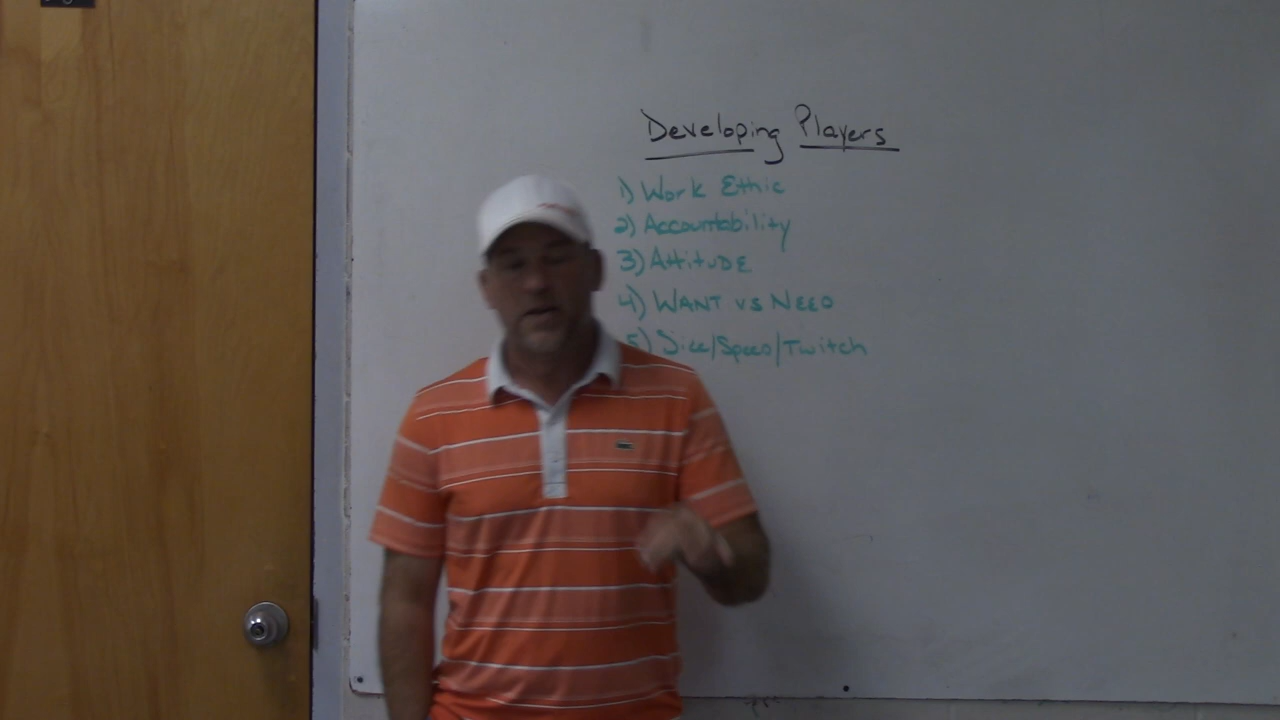 Developing Players
1) Work Ethic
2) Accountability
3) AttitUDE
4) WANT vs NEED
5) Size/Speed/Twitch